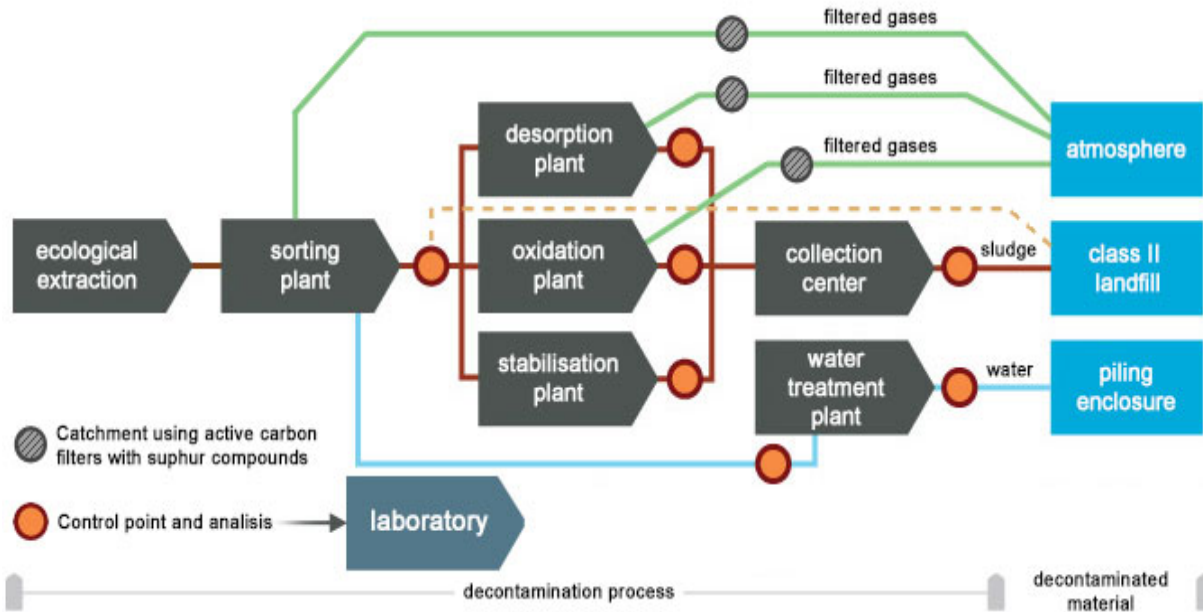 filtered gases
filtered gases
desorption
plant
filtered gases
atmosphere
ecological
extraction
sorting
plant
oxidation
plant
collection
center
sludge
class II
landfill
stabilisation
plant
water
treatment
plant
water
piling
enclosure
Catchment using active carbon
filters with suphur compounds
Control point and analisis
laboratory
decontamination process
decontaminated
material